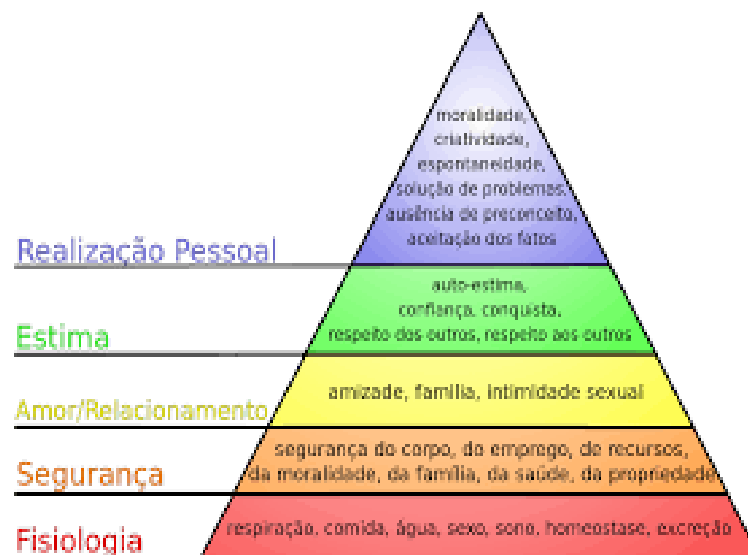 moralidade,
criatividade,
espontaneidade,
solução de problemas,
ausência de preconceito,
aceitação dos fatos
Realização Pessoal
auto-estima,
confiança, conquista,
respeito dos outros, respeito aos outros
Estima
amizade, família, intimidade sexual
Amor/Relacionamento
segurança do corpo, do emprego, de recursos,
da moralidade, da família, da saúde, da propriedade
Segurança
respiração, comida, água, sexo, sono, homeostase, excreção
Fisiologia